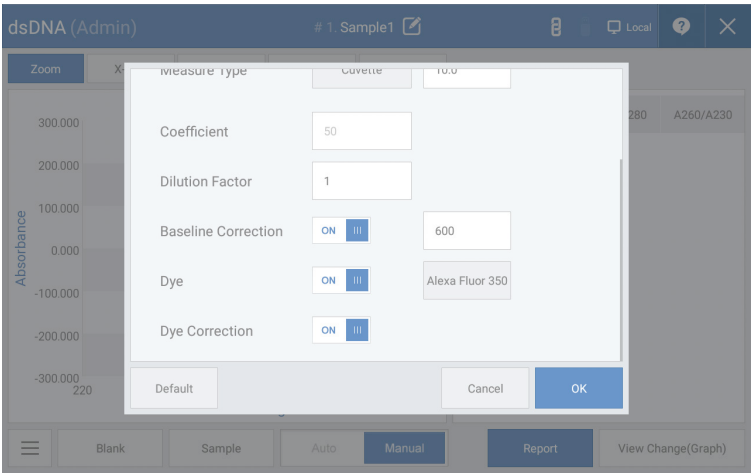 dsDNA (Admin)
# 1. Sample1
Local
?
Zoom
X-
Measure Type
Cuvette
10.0
280
A260/A230
Coefficient
50
Dilution Factor
1
Baseline Correction
ON
600
Dye
ON
Alexa Fluor 350
Dye Correction
ON
Absorbance
300.000
200.000
100.000
0.000
-100.000
-200.000
-300.000
220
Default
Cancel
OK
Blank
Sample
Auto
Manual
Report
View Change(Graph)